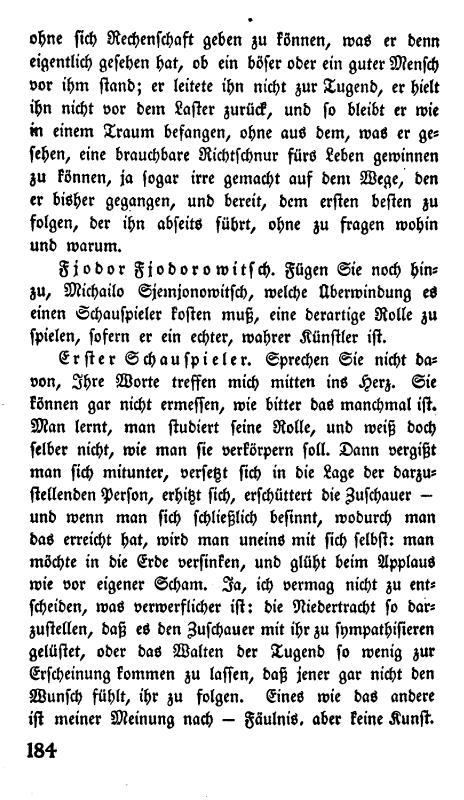 ohne sich Rechenschaft geben zu können, was er denn
eigentlich gesehen hat, ob ein böser oder ein guter Mensch
vor ihm stand; er leitete ihn nicht zur Tugend, er hielt
ihn nicht vor dem Laster zurück, und so bleibt er wie
in einem Traum befangen, ohne aus dem, was er ge-
sehen, eine brauchbare Richtschnur fürs Leben gewinnen
zu können, ja sogar irre gemacht auf dem Wege, den
er bisher gegangen, und bereit, dem ersten besten zu
folgen, der ihn abseits führt, ohne zu fragen wohin
und warum.
Fjodor Fjodorowitsch. Fügen Sie noch hin-
zu, Michailo Sjemjonowitsch, welche Überwindung es
einen Schauspieler kosten muß, eine derartige Rolle zu
spielen, sofern er ein echter, wahrer Künstler ist.
Erster Schauspieler. Sprechen Sie nicht da-
von, Ihre Worte treffen mich mitten ins Herz. Sie
können gar nicht ermessen, wie bitter das manchmal ist.
Man lernt, man studiert seine Rolle, und weiß doch
selber nicht, wie man sie verkörpern soll. Dann vergißt
man sich mitunter, versetzt sich in die Lage der darzu-
stellenden Person, erhitzt sich, erschüttert die Zuschauer –
und wenn man sich schließlich besinnt, wodurch man
das erreicht hat, wird man uneins mit sich selbst: man
möchte in die Erde versinken, und glüht beim Applaus
wie vor eigener Scham. Ja, ich vermag nicht zu ent-
scheiden, was verwerflicher ist: die Niedertracht so dar-
zustellen, daß es den Zuschauer mit ihr zu sympathisieren
gelüstet, oder das Walten der Tugend so wenig zur
Erscheinung kommen zu lassen, daß jener gar nicht den
Wunsch fühlt, ihr zu folgen. Eines wie das andere
ist meiner Meinung nach – Fäulnis, aber keine Kunst.
184